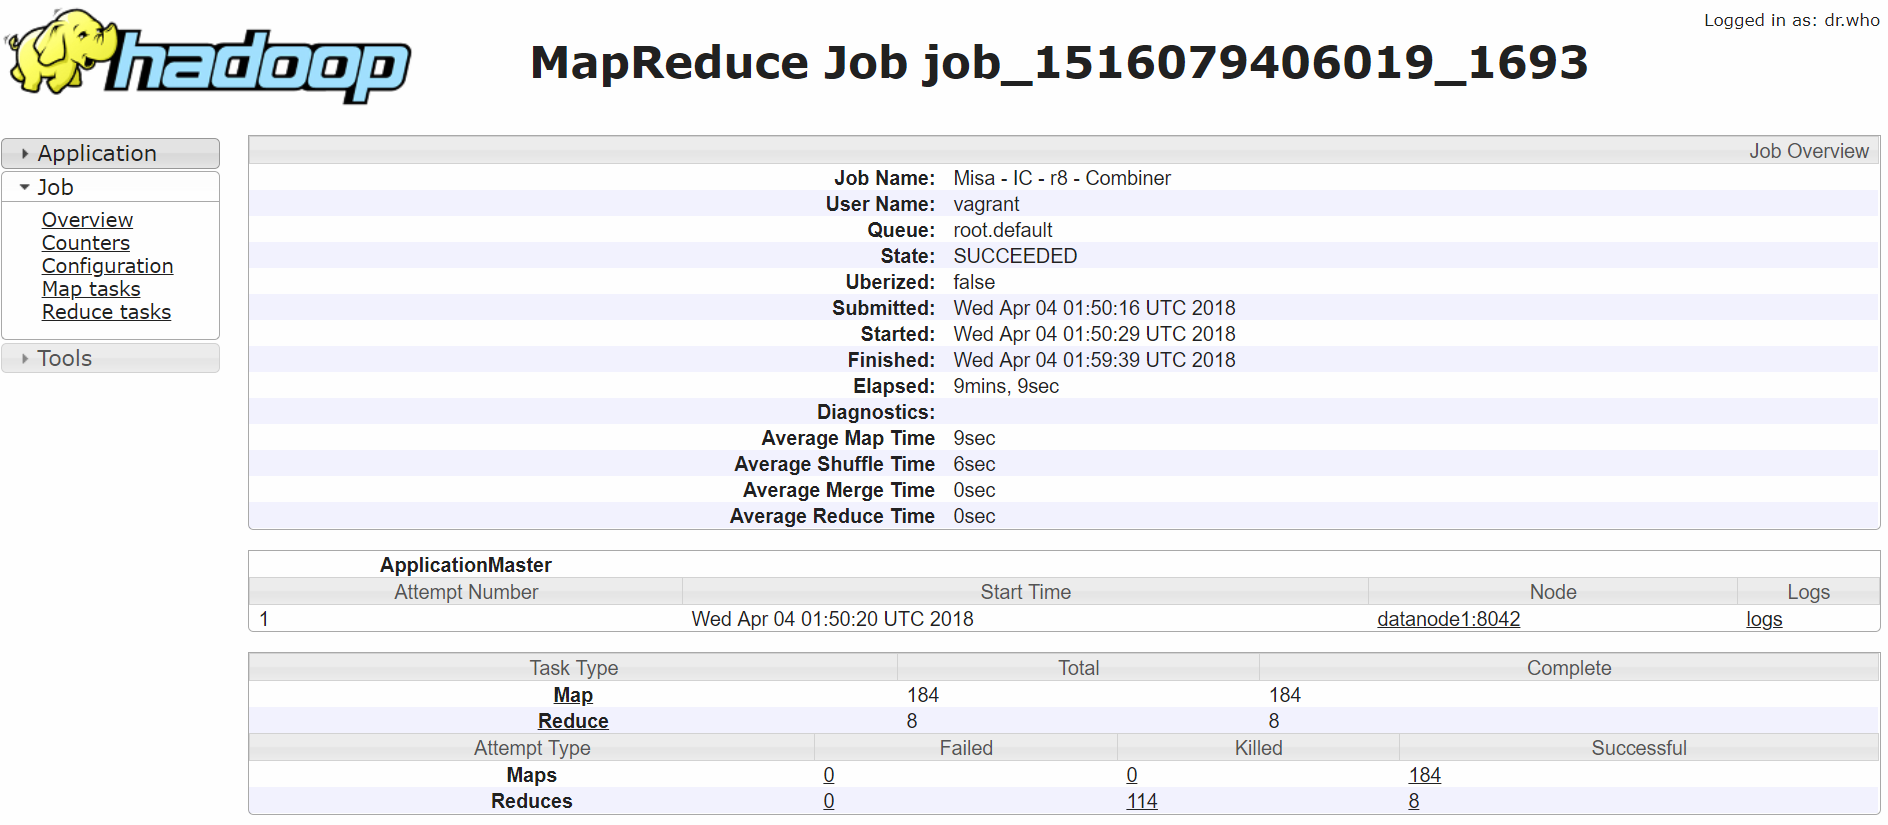 Logged in as: dr.who
hadoop
MapReduce Job job_1516079406019_1693
Application
Job
Overview
Counters
Configuration
Map tasks
Reduce tasks
Tools
Job Overview
Job Name: Misa - IC - r8 - Combiner
User Name: vagrant
Queue: root.default
State: SUCCEEDED
Uberized: false
Submitted: Wed Apr 04 01:50:16 UTC 2018
Started: Wed Apr 04 01:50:29 UTC 2018
Finished: Wed Apr 04 01:59:39 UTC 2018
Elapsed: 9mins, 9sec
Diagnostics:
Average Map Time 9sec
Average Shuffle Time 6sec
Average Merge Time 0sec
Average Reduce Time 0sec
ApplicationMaster
Attempt Number Start Time Node Logs
1 Wed Apr 04 01:50:20 UTC 2018 datanode1:8042 logs
Task Type Total Complete
Map 184 184
Reduce 8 8
Attempt Type Failed Killed Successful
Maps 0 0 184
Reduces 0 114 8